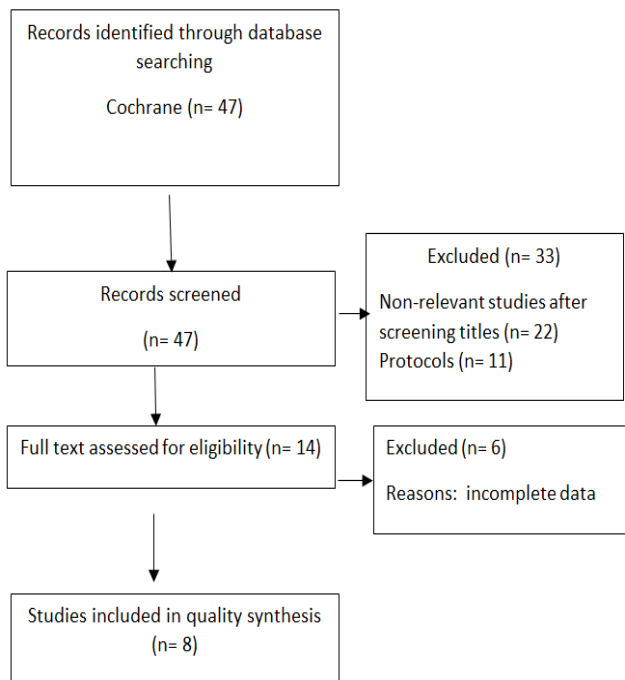 Records identified through database
searching
Cochrane (n= 47)
Records screened
(n= 47)
Excluded (n= 33)
Non-relevant studies after
screening titles (n= 22)
Protocols (n= 11)
Full text assessed for eligibility (n= 14)
Excluded (n= 6)
Reasons: incomplete data
Studies included in quality synthesis
(n= 8)